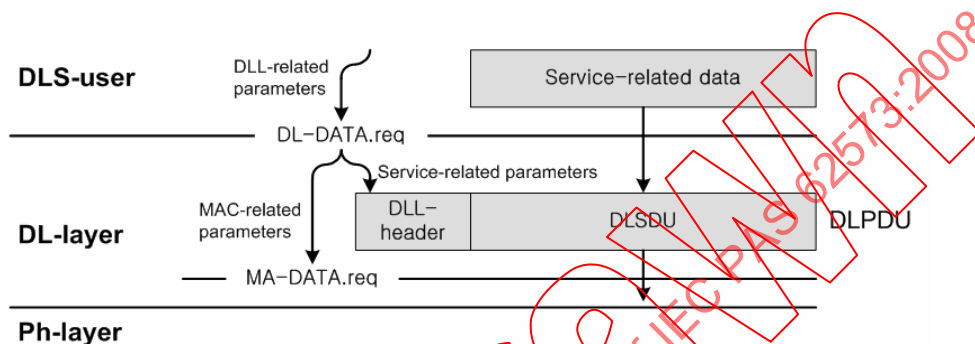 DLS-user
DLL-related
parameters
Service-related data
DL-DATA.req
Service-related parameters
MAC-related
parameters
DLL-
header
DLSDU
DLPDU
DL-layer
MA-DATA.req
Ph-layer
IEC PAS 62573:2008